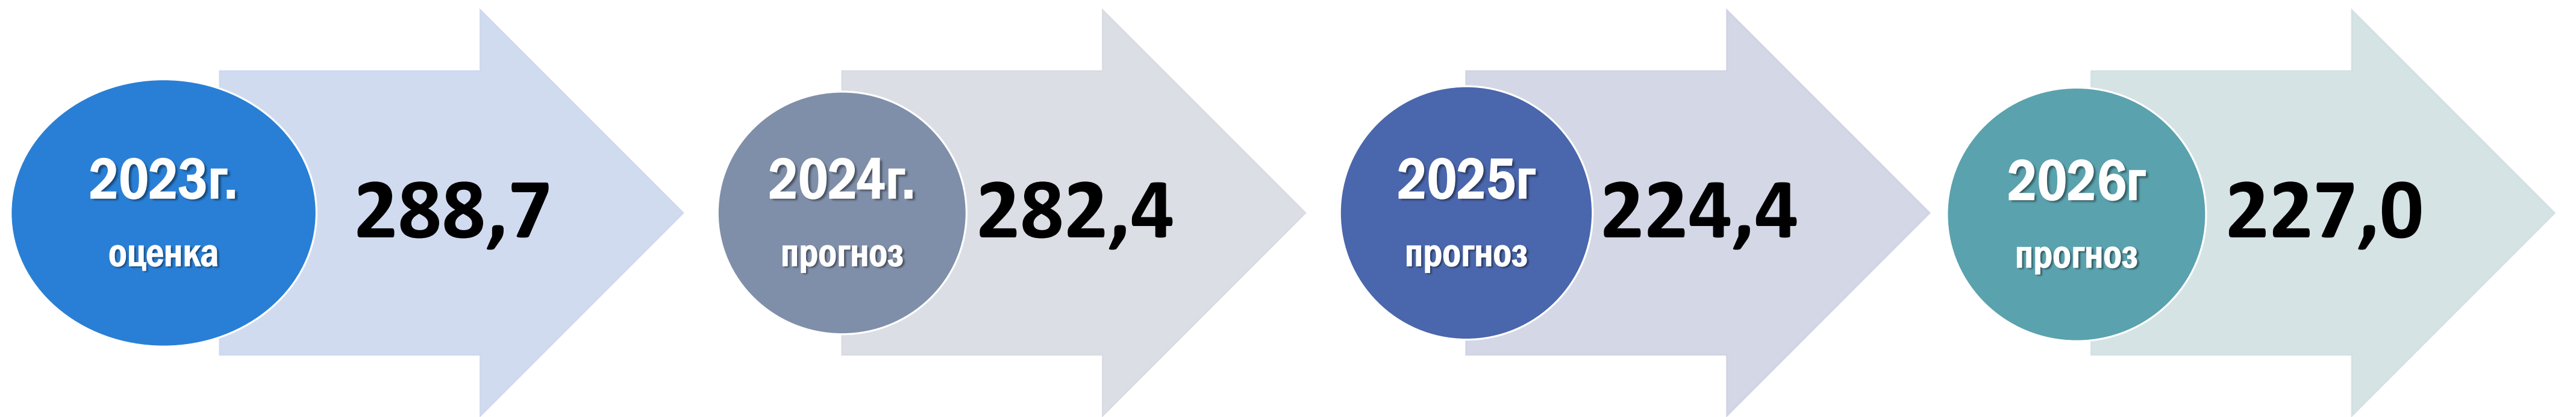 2023г.
оценка
288,7
2024г.
прогноз
282,4
2025г
прогноз
224,4
2026г
прогноз
227,0